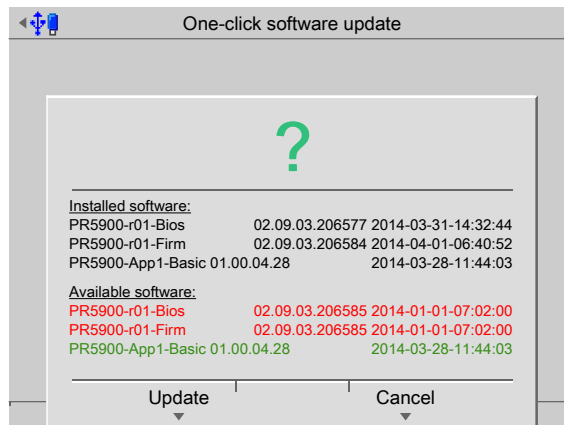 One-click software update
?
Installed software:
PR5900-r01-Bios 02.09.03.206577 2014-03-31-14:32:44
PR5900-r01-Firm 02.09.03.206584 2014-04-01-06:40:52
PR5900-App1-Basic 01.00.04.28 2014-03-28-11:44:03
Available software:
PR5900-r01-Bios 02.09.03.206585 2014-01-01-07:02:00
PR5900-r01-Firm 02.09.03.206585 2014-01-01-07:02:00
PR5900-App1-Basic 01.00.04.28 2014-03-28-11:44:03
Update Cancel